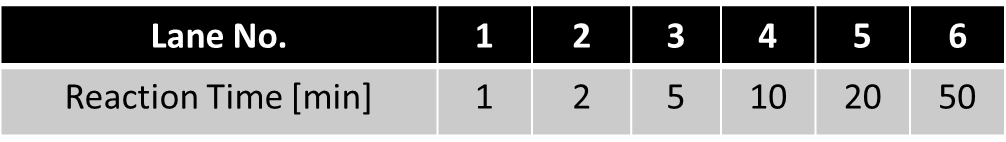 Lane No. 1 2 3 4 5 6
Reaction Time [min] 1 2 5 10 20 50